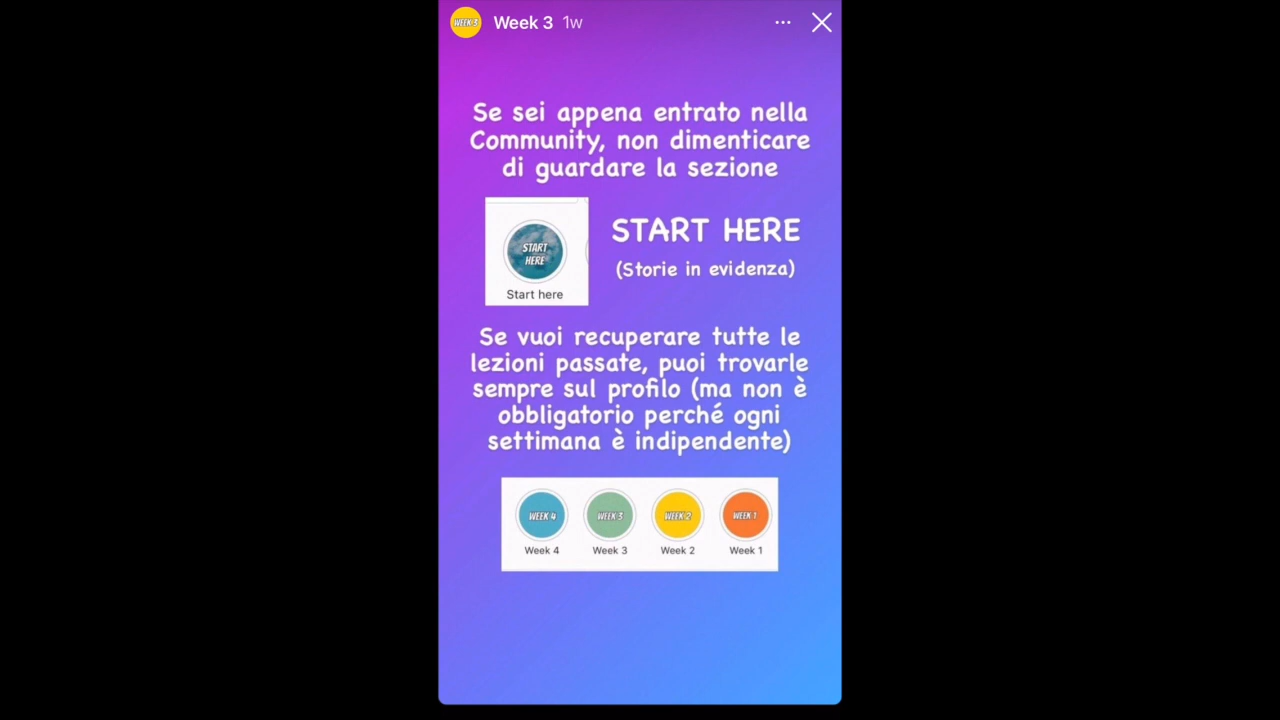 WEEK 3
Week 3 1w
Se sei appena entrato nella
Community, non dimenticare
di guardare la sezione
START
HERE
Start here
START HERE
(Storie in evidenza)
Se vuoi recuperare tutte le
lezioni passate, puoi trovarle
sempre sul profilo (ma non è
obbligatorio perché ogni
settimana è indipendente)
WEEK 4 WEEK 3 WEEK 2 WEEK 1
Week 4 Week 3 Week 2 Week 1